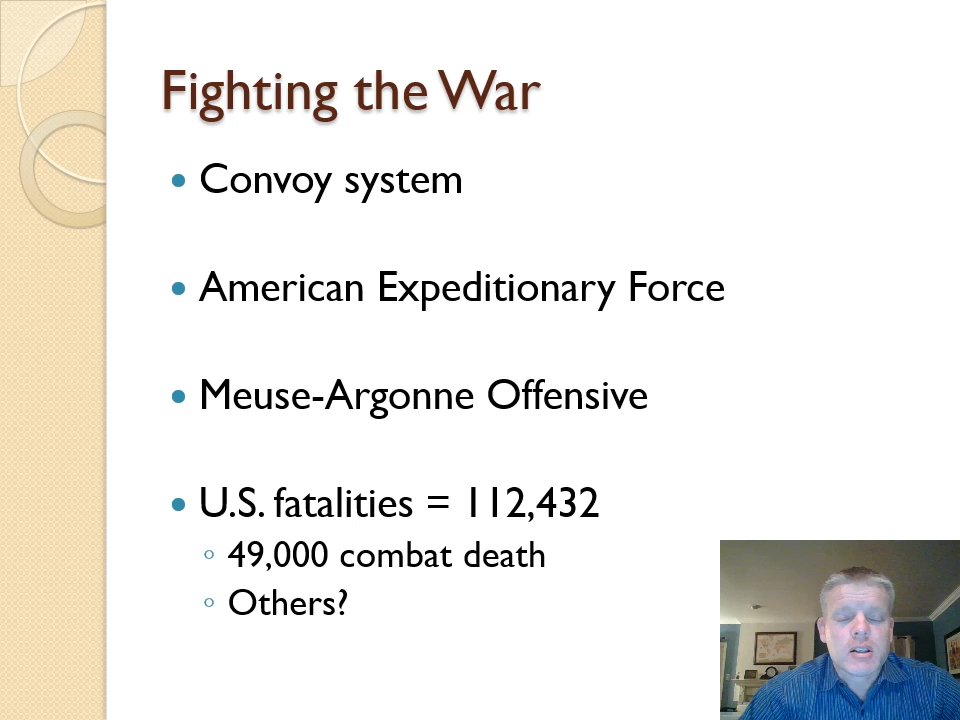 Fighting the War
• Convoy system
• American Expeditionary Force
• Meuse-Argonne Offensive
• U.S. fatalities = 112,432
◦ 49,000 combat death
◦ Others?